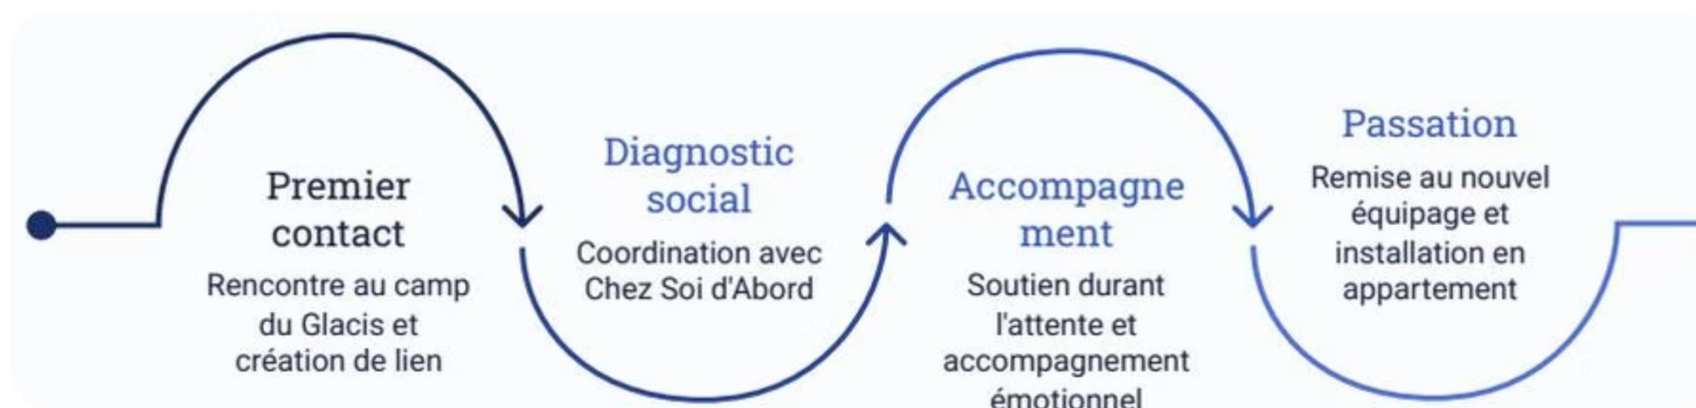 Premier
contact
Rencontre au camp
du Glacis et
création de lien
Diagnostic
social
Coordination avec
Chez Soi d'Abord
Accompagne
ment
Soutien durant
l'attente et
accompagnement
émotionnel
Passation
Remise au nouvel
équipage et
installation en
appartement